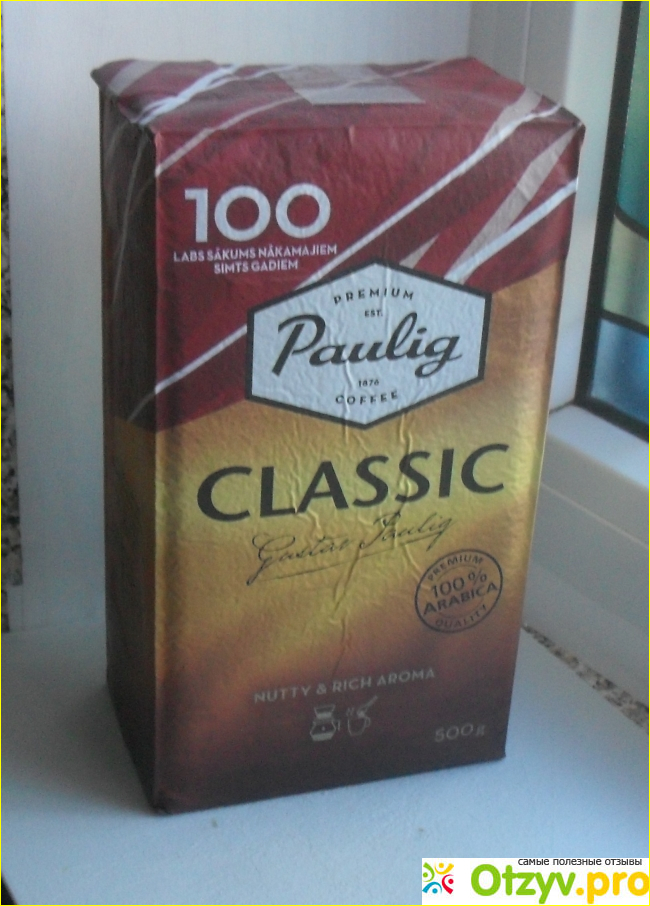 100
LABS SĀKUMS NĀKAMAJIEM
SIMTS GADIEM
PREMIUM
EST.
Paulig
1876
COFFEE
CLASSIC
Gustav Paulig
PREMIUM
100%
ARABICA
QUALITY
NUTTY & RICH AROMA
500g
самые полезные отзывы
Otzyv.pro